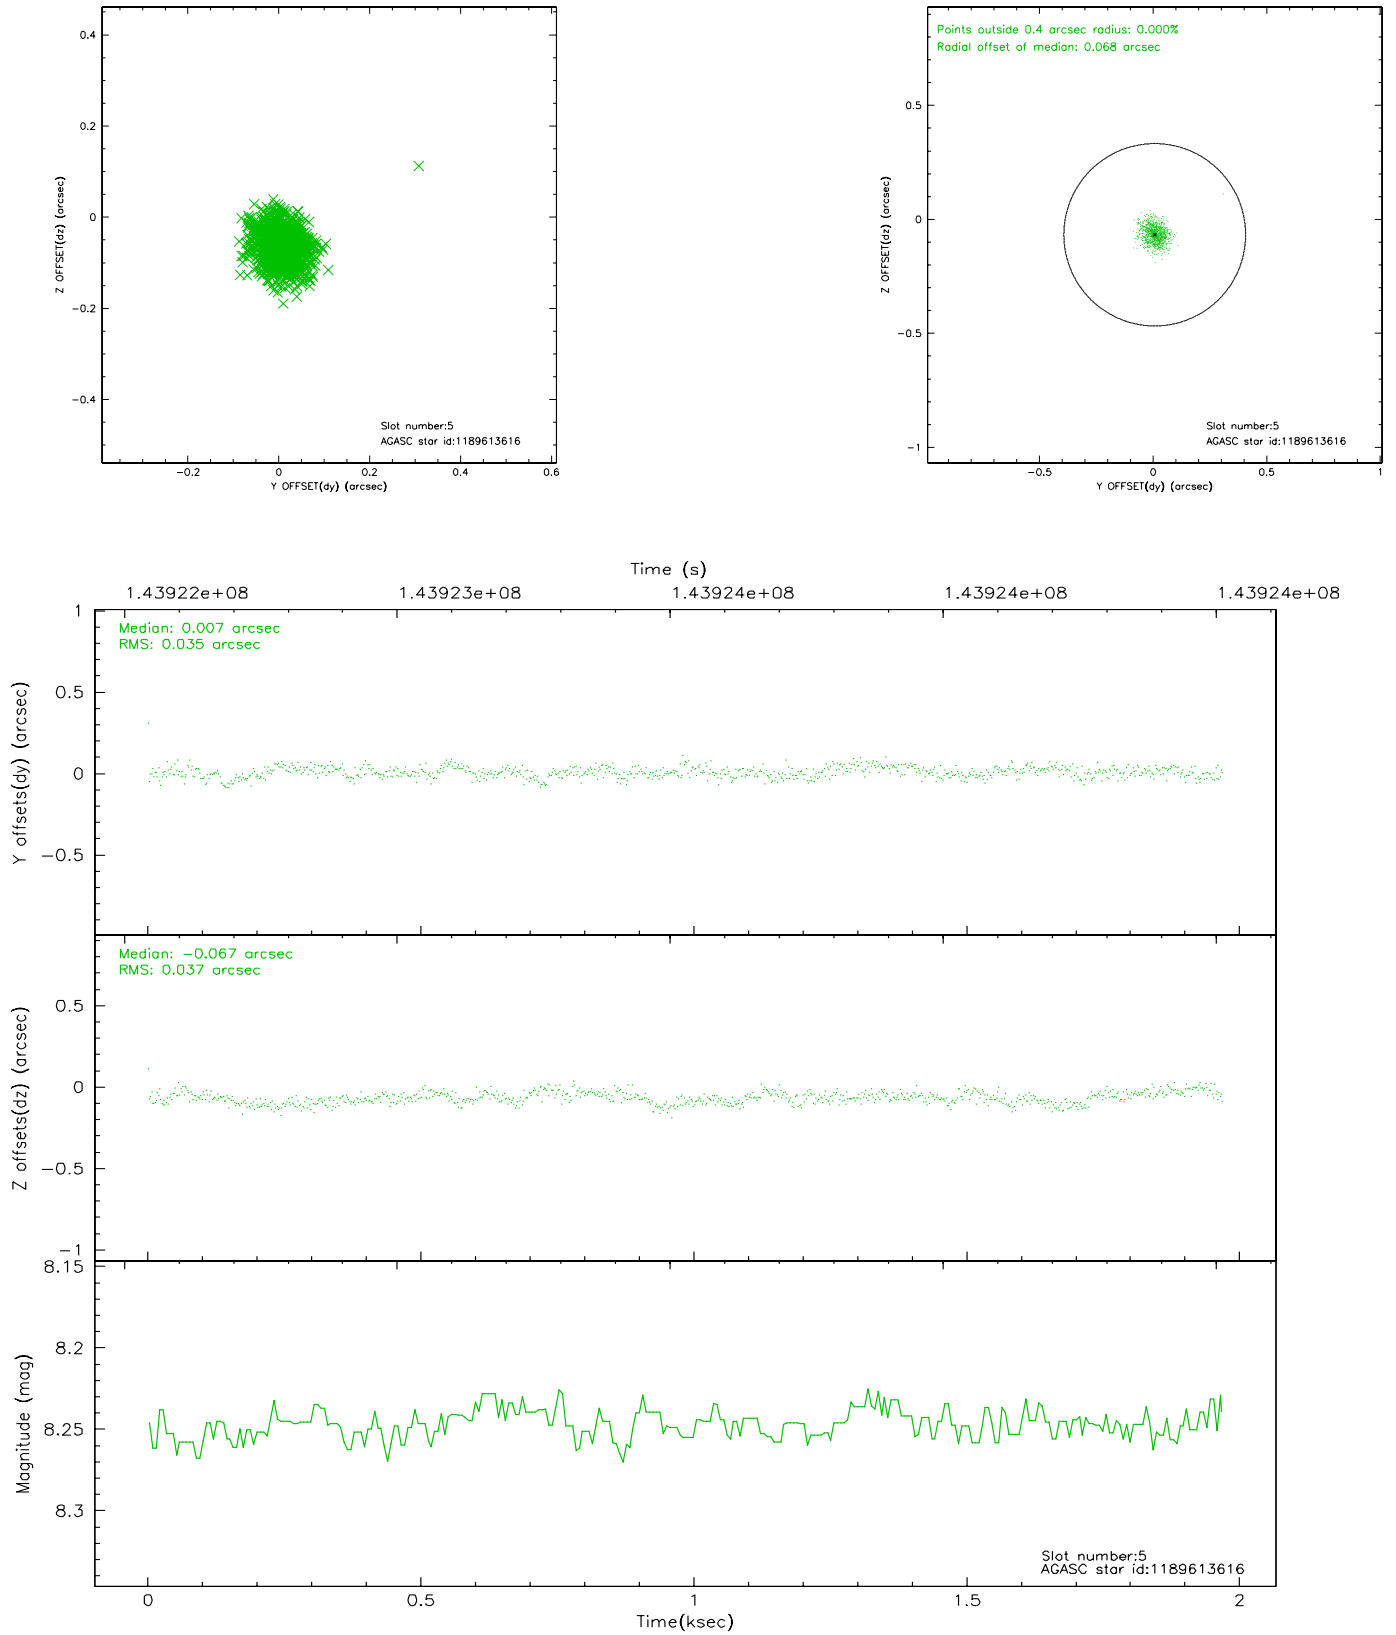 0.4
0.2
0
−0.2
−0.4
Z OFFSET(dz) (arcsec)
−0.2 0 0.2 0.4 0.6
Y OFFSET(dy) (arcsec)
Slot number:5
AGASC star id:1189613616
Points outside 0.4 arcsec radius: 0.000%
Radial offset of median: 0.068 arcsec
0.5
0
−0.5
−1
Z OFFSET(dz) (arcsec)
−0.5 0 0.5 1
Y OFFSET(dy) (arcsec)
Slot number:5
AGASC star id:1189613616
Time (s)
1.43922e+08 1.43923e+08 1.43924e+08 1.43924e+08 1.43924e+08
Median: 0.007 arcsec
RMS: 0.035 arcsec
1
0.5
0
−0.5
Y offsets(dy) (arcsec)
Median: −0.067 arcsec
RMS: 0.037 arcsec
0.5
0
−0.5
−1
Z offsets(dz) (arcsec)
8.15
8.2
8.25
8.3
Magnitude (mag)
Slot number:5
AGASC star id:1189613616
0 0.5 1 1.5 2
Time(ksec)